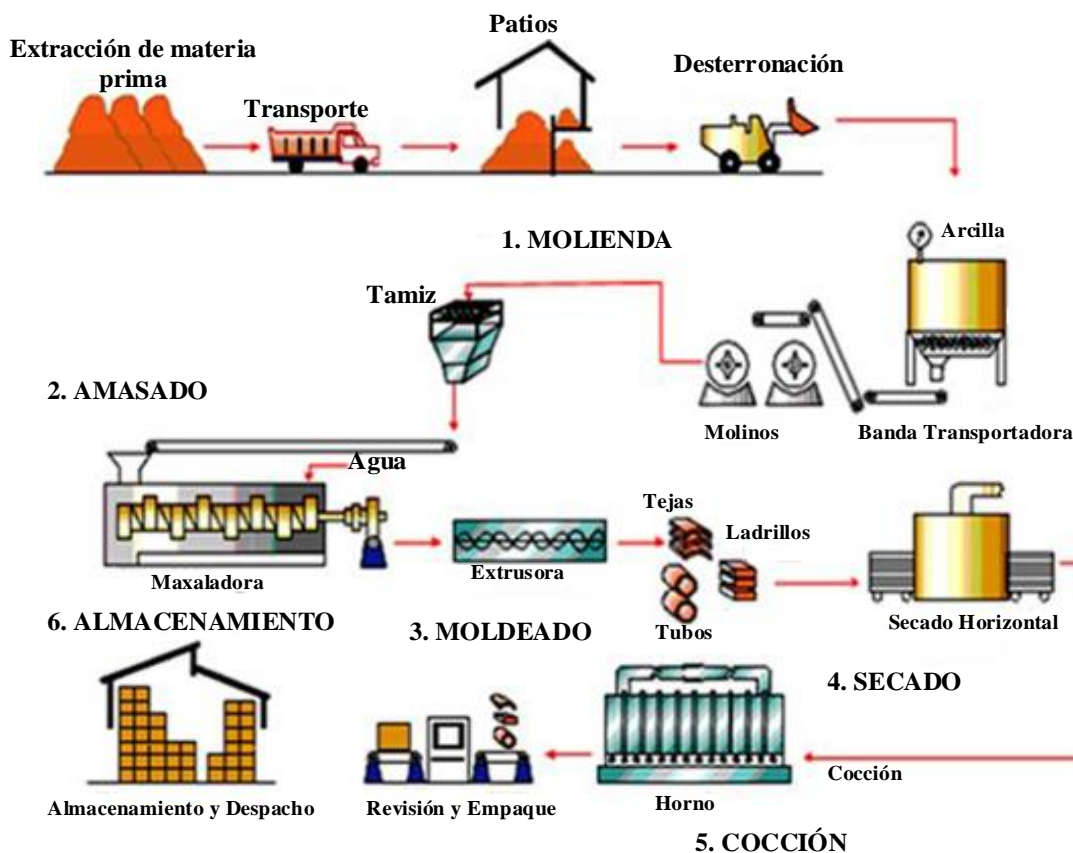 Patios
Extracción de materia
prima
Desterronación
Transporte
Arcilla
1. MOLIENDA
Tamiz
2. AMASADO
Molinos
Banda Transportadora
Agua
Tejas
Ladrillos
Maxaladora
Extrusora
Tubos
Secado Horizontal
6. ALMACENAMIENTO
3. MOLDEADO
4. SECADO
Cocción
Almacenamiento y Despacho
Revisión y Empaque
Horno
5. COCCIÓN